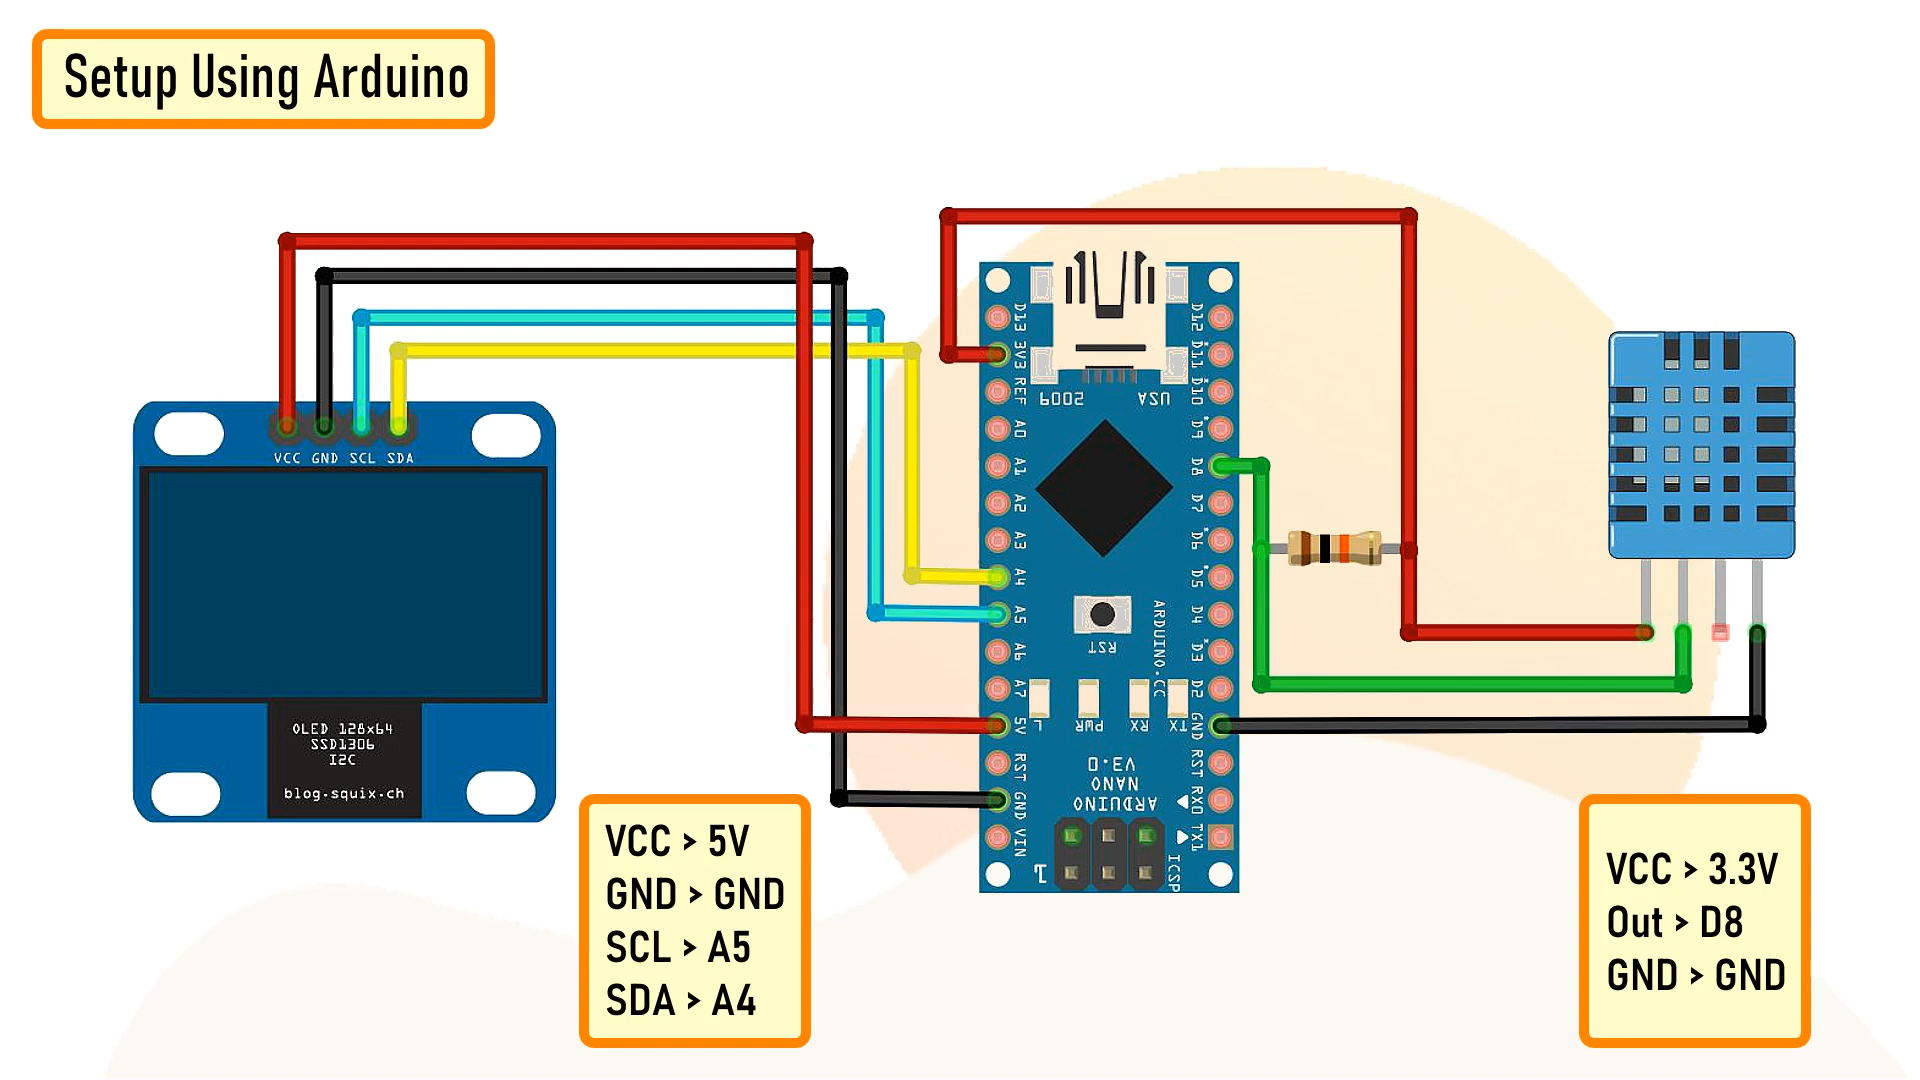 Setup Using Arduino
VCC GND SCL SDA
OLED 128x64
SSD1306
I2C
blog.squix.ch
D13
3V3
REF
A0
A1
A2
A3
A4
A5
A6
A7
5V
RST
GND
VIN
D12
D11
D10
D9
D8
D7
D6
D5
D4
D3
D2
GND
RST
RX0
TX1
2009
USA
RST
ARDUINO.CC
L
PWR
RX
TX
ARDUINO
NANO
V3.0
1
ICSP
VCC > 5V
GND > GND
SCL > A5
SDA > A4
VCC > 3.3V
Out > D8
GND > GND